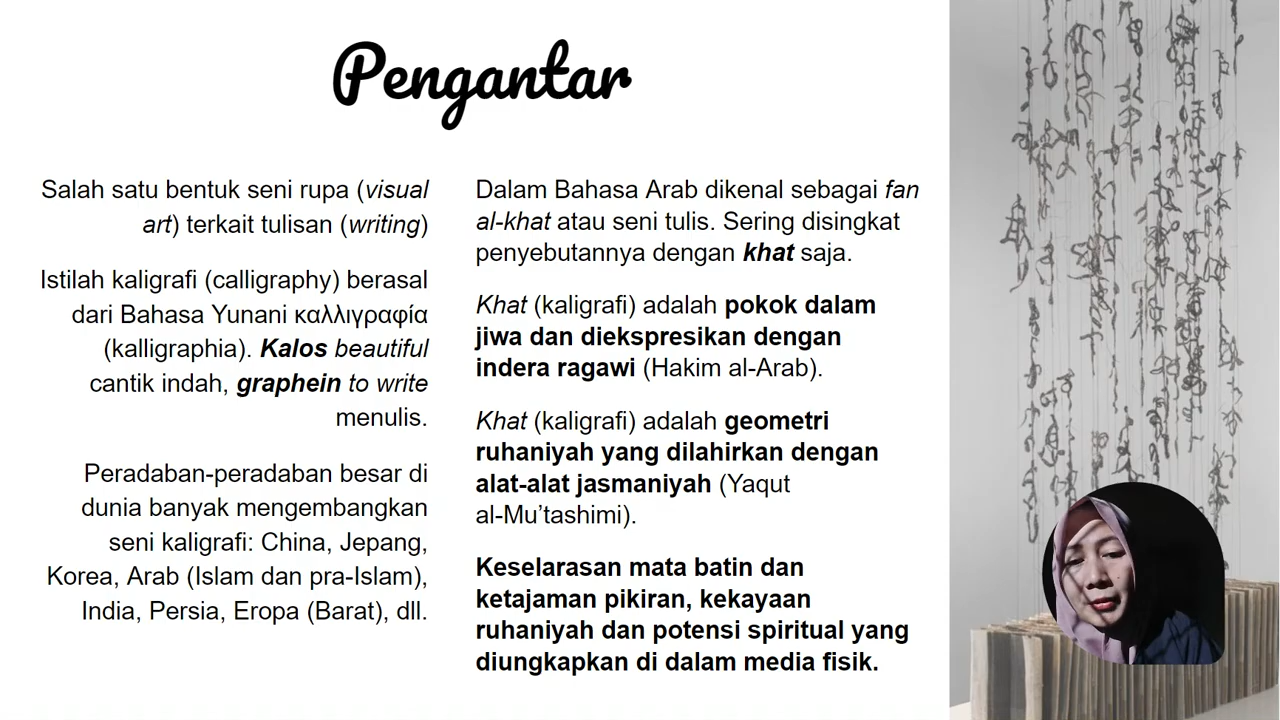 Pengantar
Salah satu bentuk seni rupa (visual
art) terkait tulisan (writing)
Istilah kaligrafi (calligraphy) berasal
dari Bahasa Yunani καλλιγραφία
(kalligraphia). Kalos beautiful
cantik indah, graphein to write
menulis.
Peradaban-peradaban besar di
dunia banyak mengembangkan
seni kaligrafi: China, Jepang,
Korea, Arab (Islam dan pra-Islam),
India, Persia, Eropa (Barat), dll.
Dalam Bahasa Arab dikenal sebagai fan
al-khat atau seni tulis. Sering disingkat
penyebutannya dengan khat saja.
Khat (kaligrafi) adalah pokok dalam
jiwa dan diekspresikan dengan
indera ragawi (Hakim al-Arab).
Khat (kaligrafi) adalah geometri
ruhaniyah yang dilahirkan dengan
alat-alat jasmaniyah (Yaqut
al-Mu’tashimi).
Keselarasan mata batin dan
ketajaman pikiran, kekayaan
ruhaniyah dan potensi spiritual yang
diungkapkan di dalam media fisik.